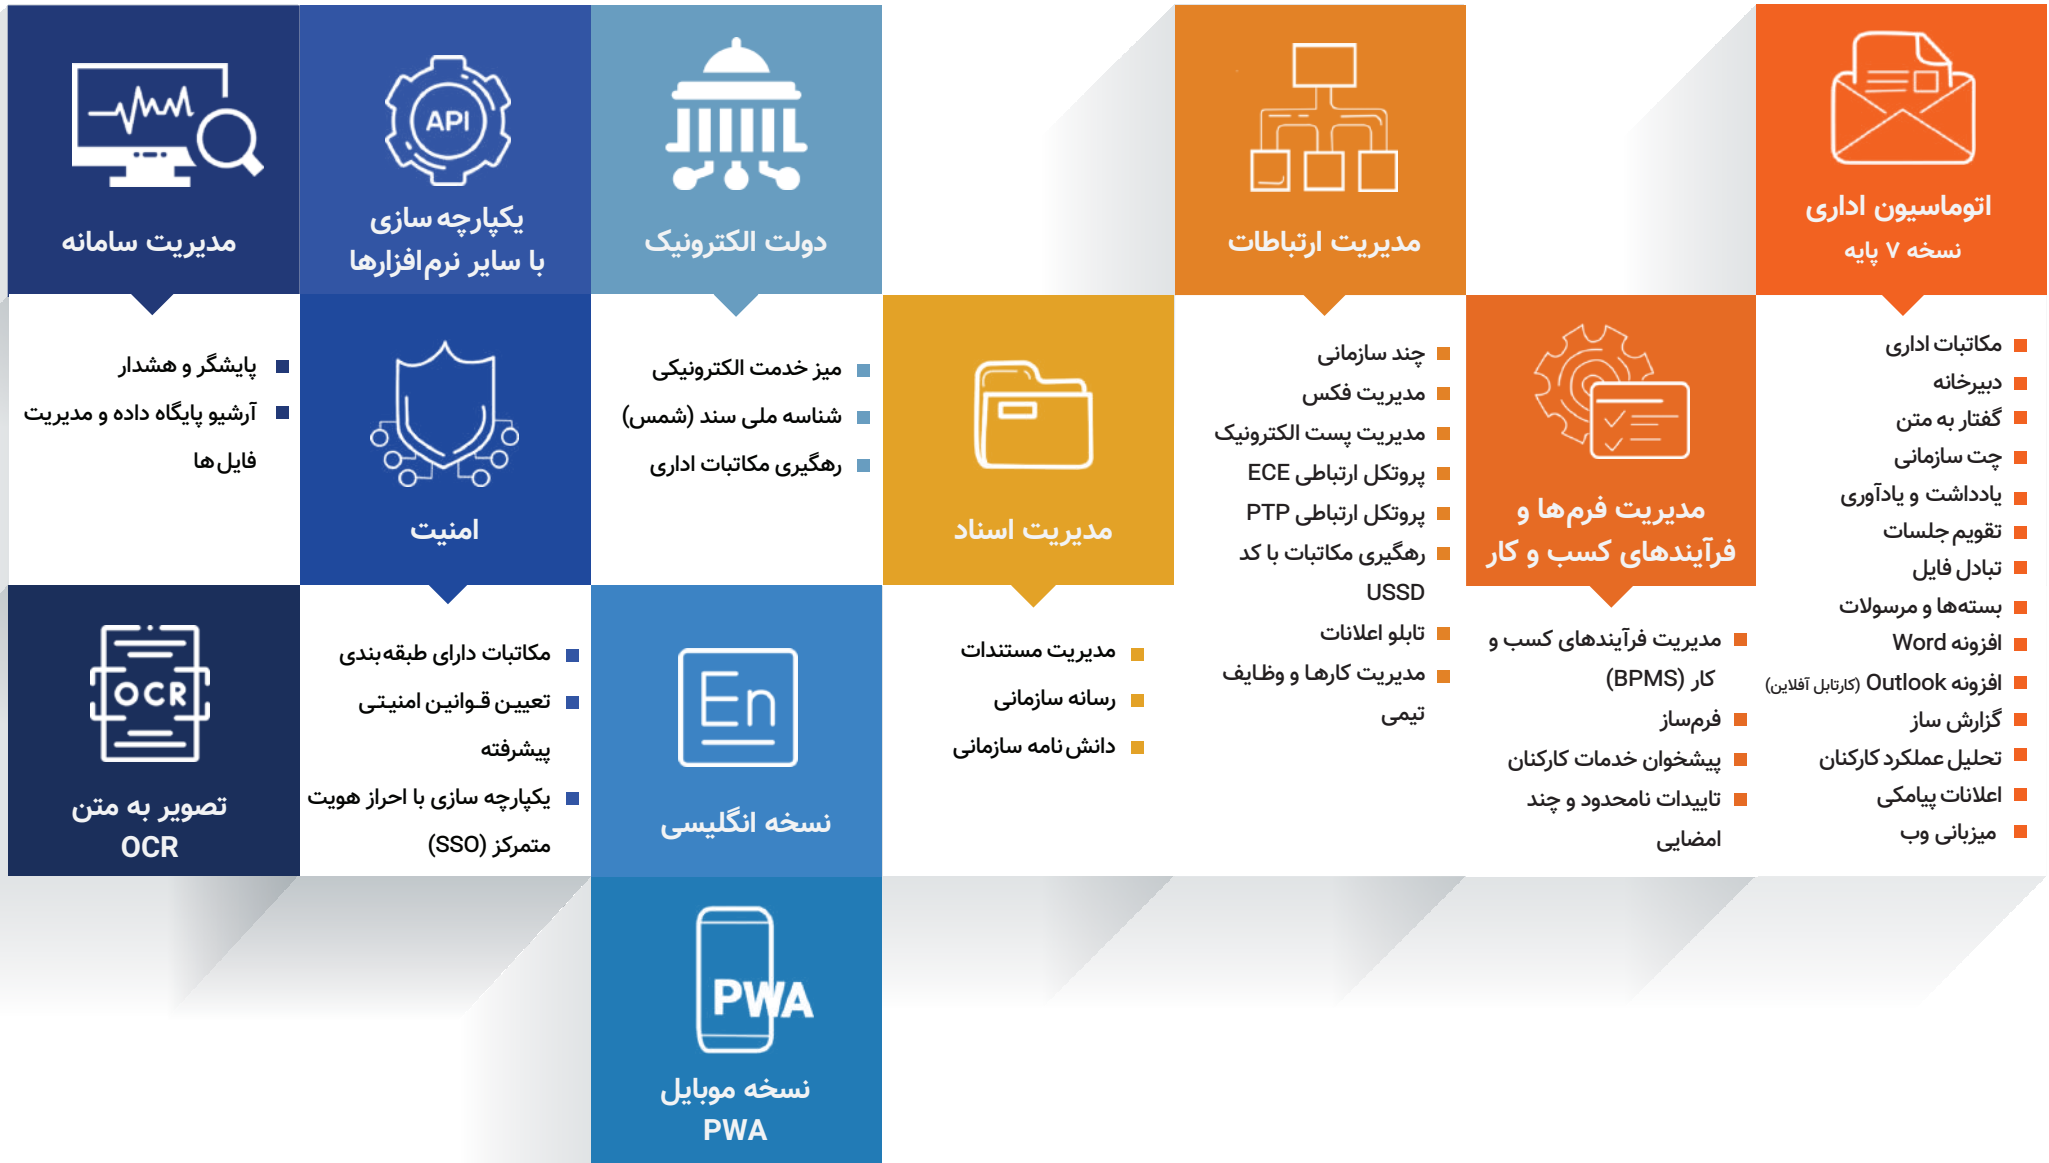 اتوماسیون اداری
نسخه ۷ پایه
مکاتبات اداری
دبیرخانه
گفتار به متن
چت سازمانی
یادداشت و یادآوری
تقویم جلسات
تبادل فایل
بسته‌ها و مرسولات
افزونه Word
افزونه Outlook (کارتابل آفلاین)
گزارش ساز
تحلیل عملکرد کارکنان
اعلانات پیامکی
میزبانی وب
مدیریت فرم‌ها و
فرآیندهای کسب و کار
مدیریت فرآیندهای کسب و
کار (BPMS)
فرم‌ساز
پیشخوان خدمات کارکنان
تاییدات نامحدود و چند
امضایی
مدیریت ارتباطات
چند سازمانی
مدیریت فکس
مدیریت پست الکترونیک
پروتکل ارتباطی ECE
پروتکل ارتباطی PTP
رهگیری مکاتبات با کد
USSD
تابلو اعلانات
مدیریت کارها و وظایف
تیمی
مدیریت اسناد
مدیریت مستندات
رسانه سازمانی
دانش نامه سازمانی
دولت الکترونیک
میز خدمت الکترونیکی
شناسه ملی سند (شمس)
رهگیری مکاتبات اداری
En
نسخه انگلیسی
PWA
نسخه موبایل
PWA
API
یکپارچه سازی
با سایر نرم‌افزارها
امنیت
مکاتبات دارای طبقه‌بندی
تعیین قـوانین امنیتی
پیشرفته
یکپارچه سازی با احراز هویت
متمرکز (SSO)
مدیریت سامانه
پایشگر و هشدار
آرشیو پایگاه داده و مدیریت
فایل‌ها
OCR
تصویر به متن
OCR